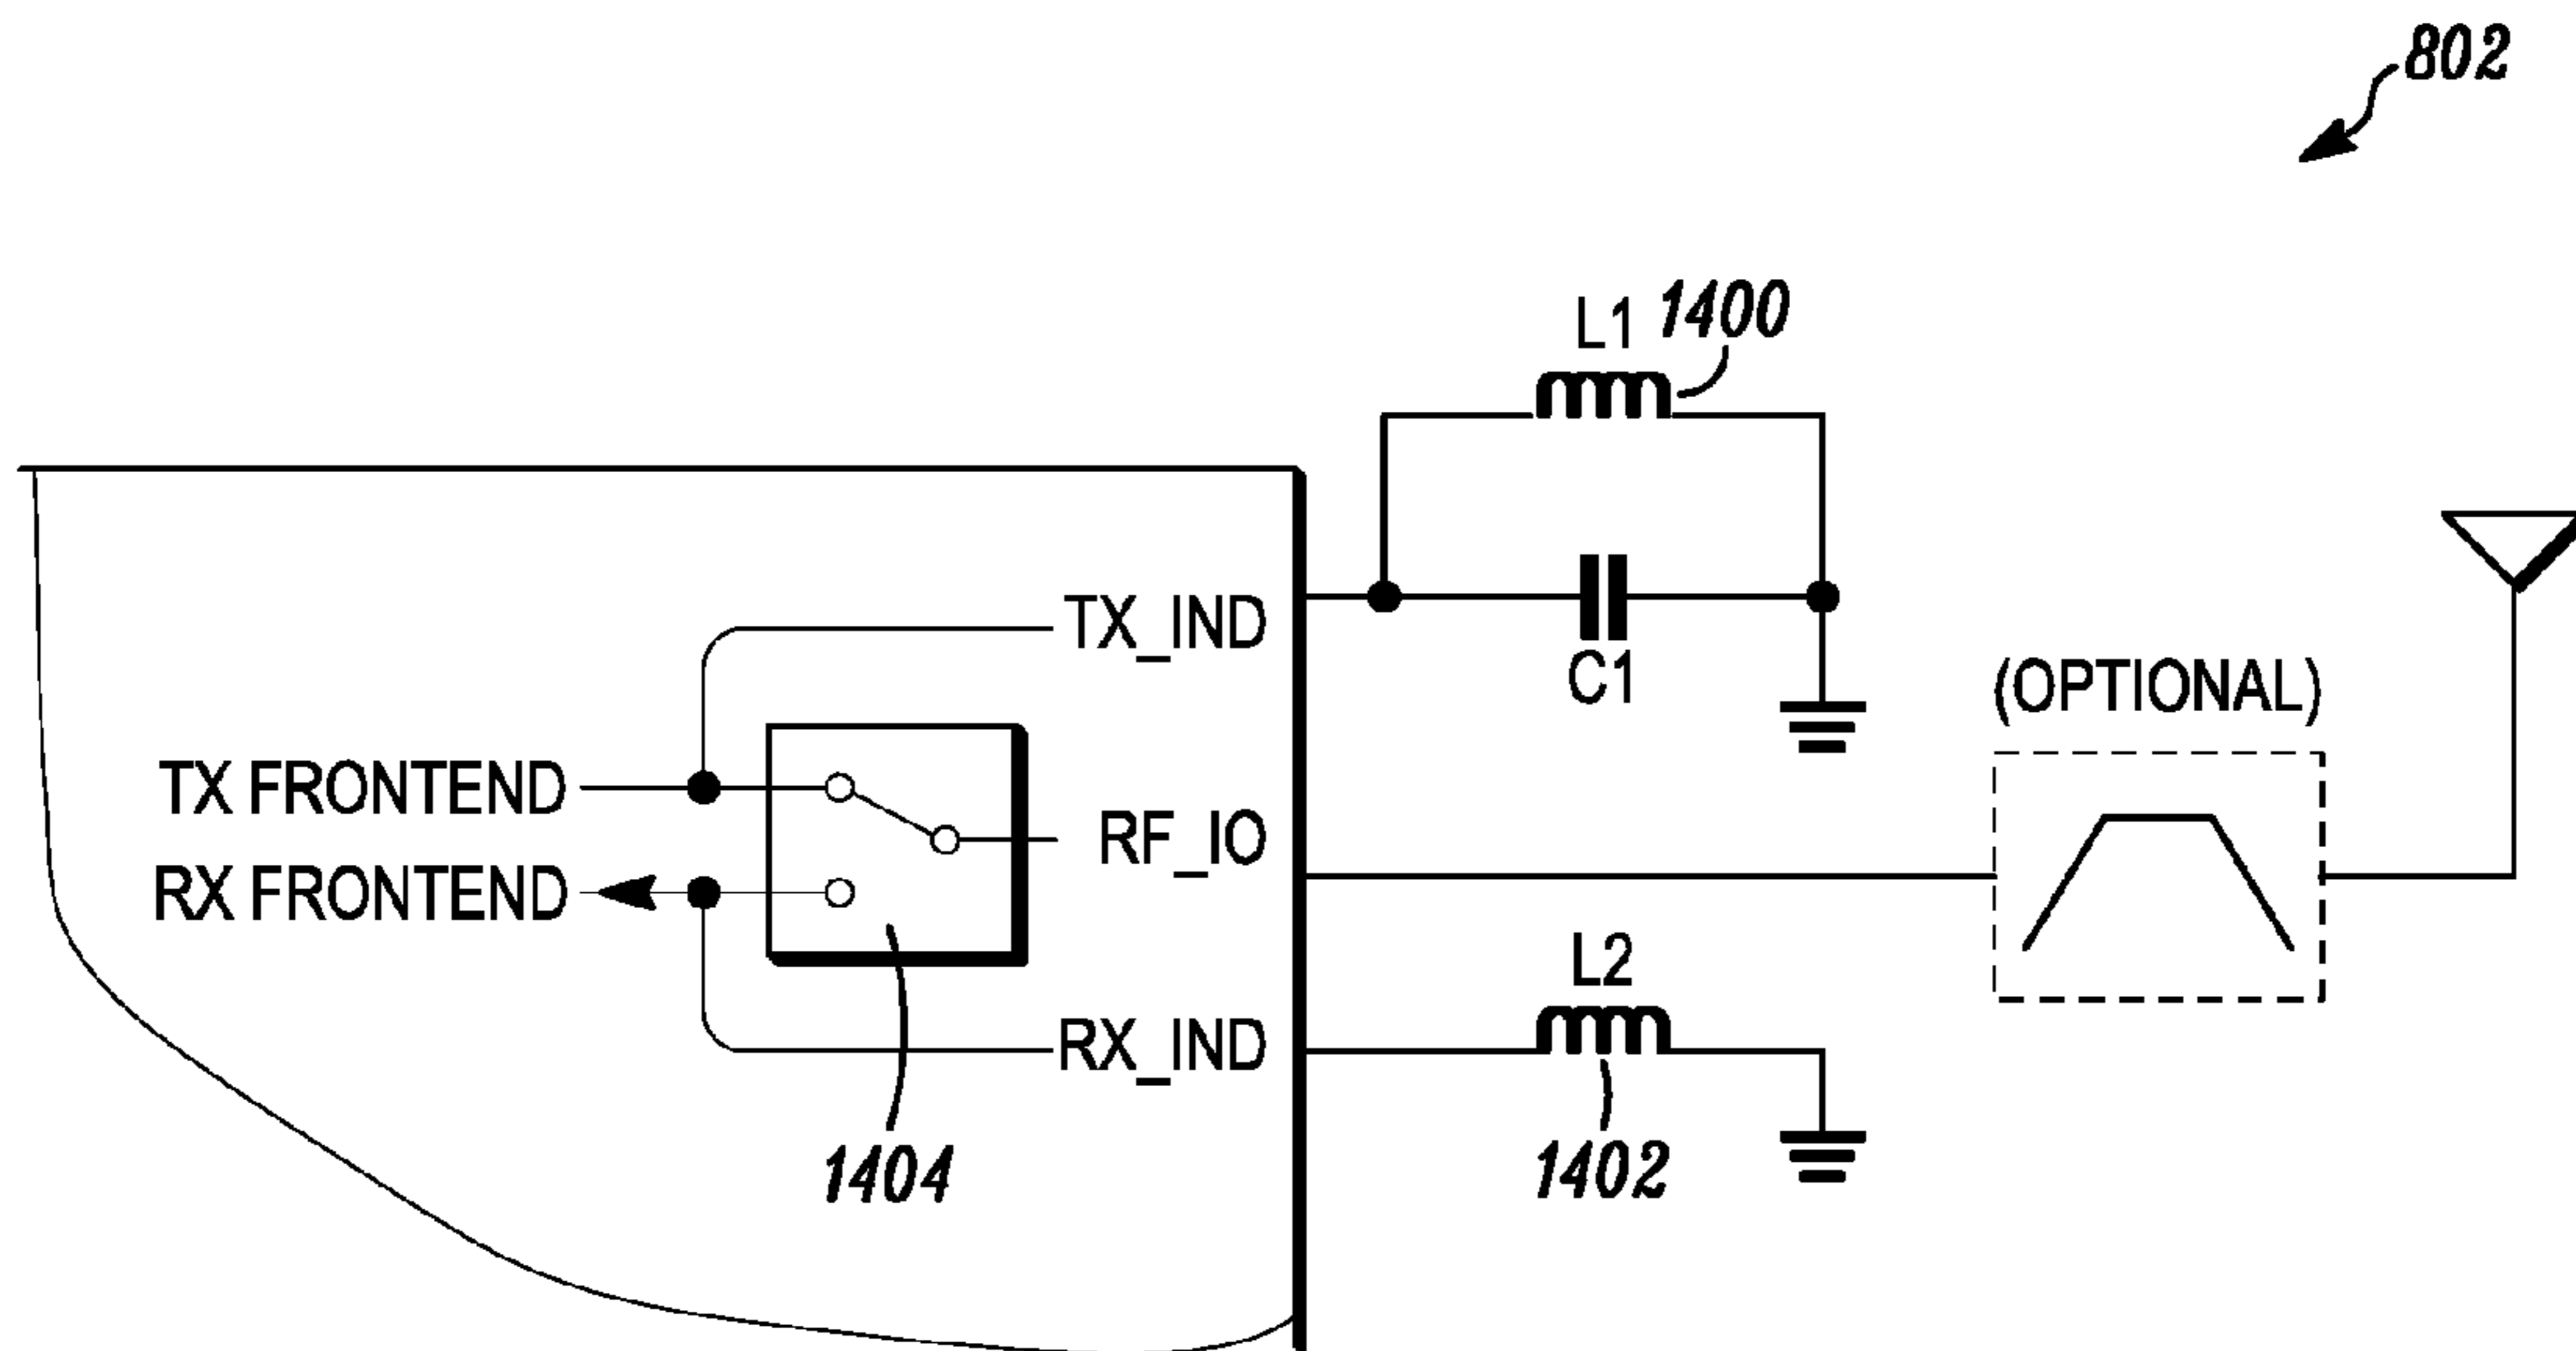 802
L1 1400
TX_IND
C1
(OPTIONAL)
TX FRONTEND
RF_IO
RX FRONTEND
L2
RX_IND
1404
1402